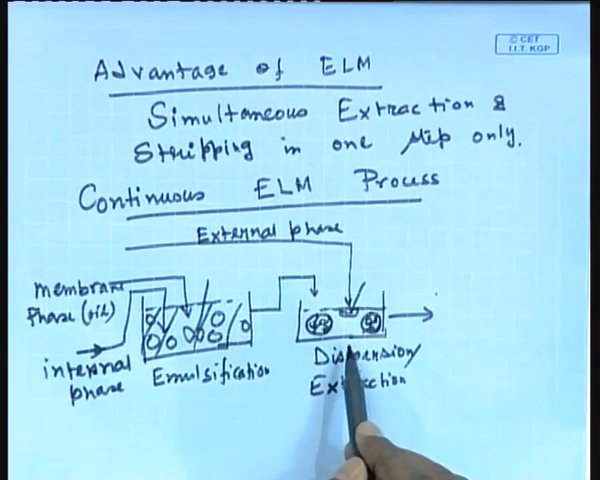 © CET
I.I.T. KGP
Advantage of ELM
Simultaneous Extraction &
Stripping in one step only.
Continuous ELM Process
External phase
membrane
Phase (oil)
internal
phase
Emulsification
Dispersion/
Extraction